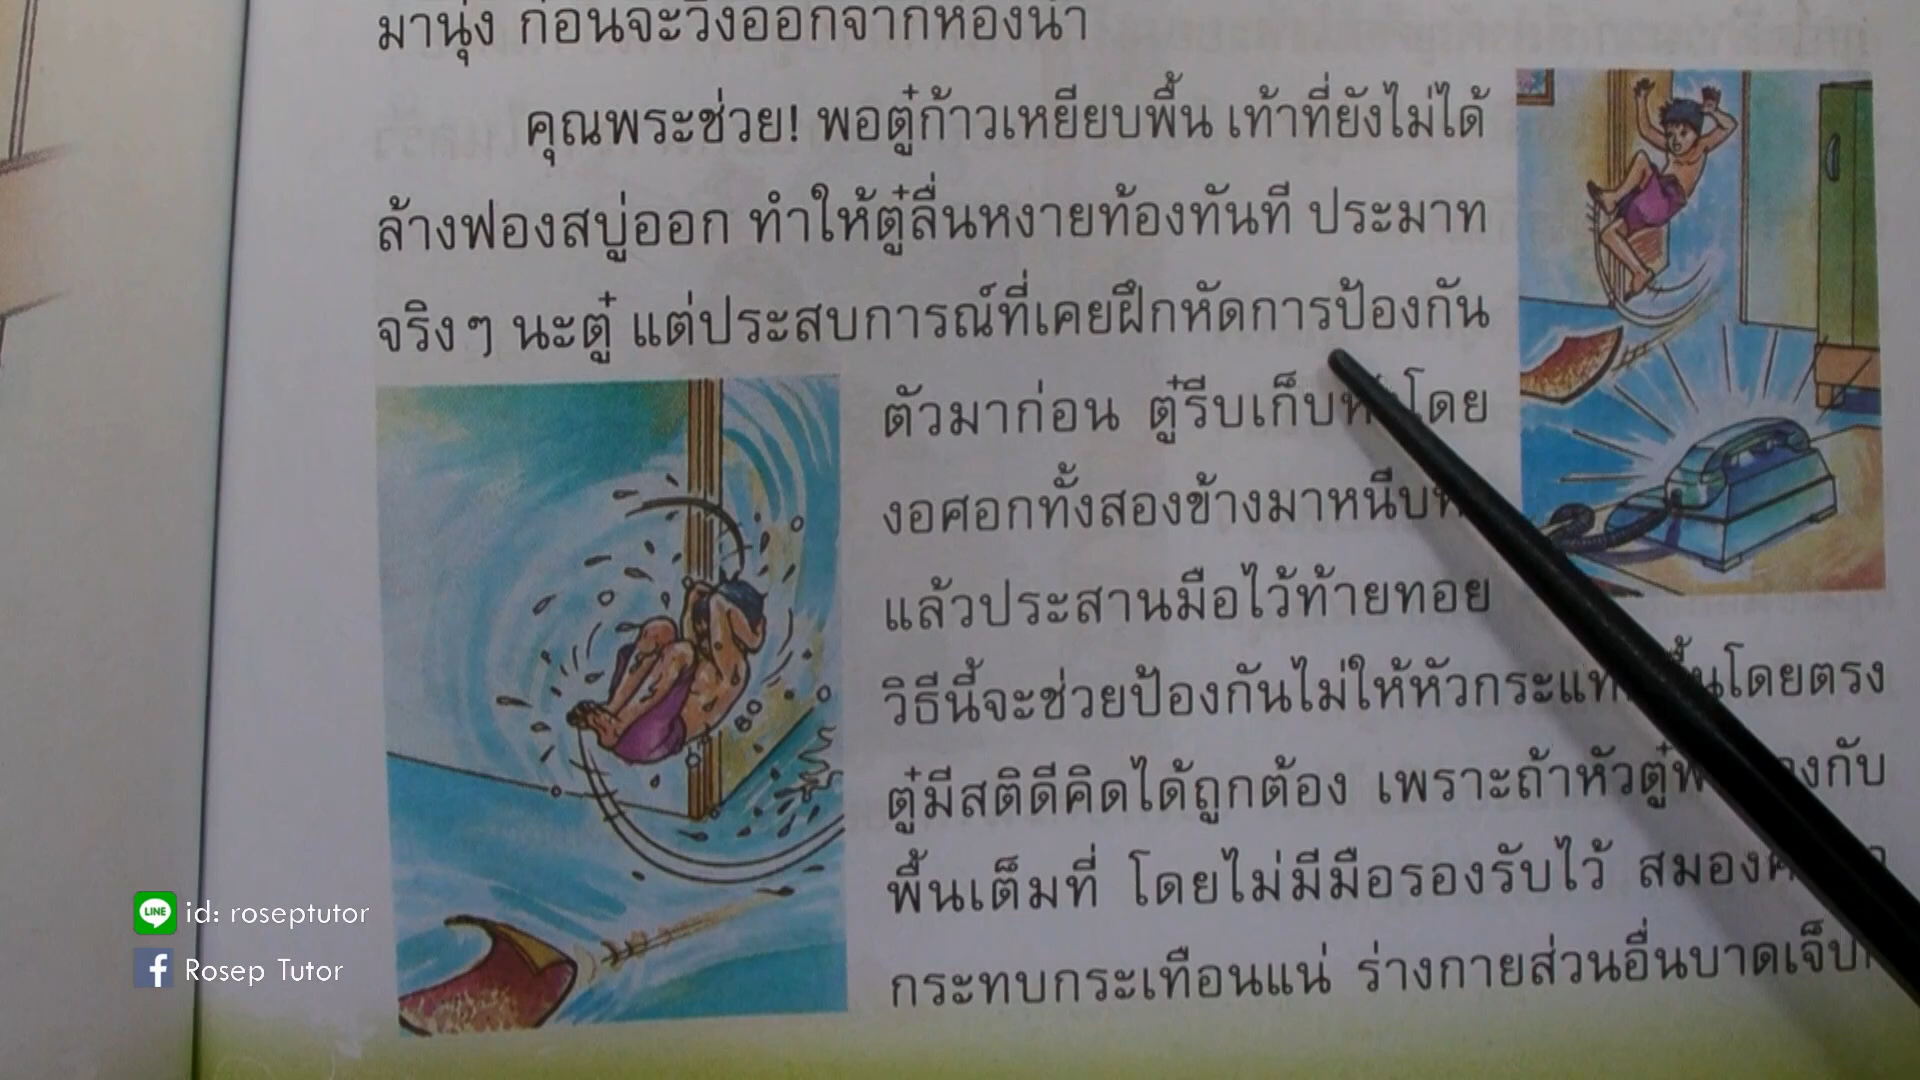 มานุ่ง ก่อนจะวิ่งออกจากห้องน้ำ
คุณพระช่วย! พอตู๋ก้าวเหยียบพื้น เท้าที่ยังไม่ได้
ล้างฟองสบู่ออก ทำให้ตู๋ลื่นหงายท้องทันที ประมาท
จริงๆ นะตู๋ แต่ประสบการณ์ที่เคยฝึกหัดการป้องกัน
ตัวมาก่อน ตู๋รีบเก็บ โดย
งอศอกทั้งสองข้างมาหนีบ
แล้วประสานมือไว้ท้ายทอย
วิธีนี้จะช่วยป้องกันไม่ให้หัวกระแทกพื้นโดยตรง
ตู๋มีสติดีคิดได้ถูกต้อง เพราะถ้าหัวตู๋ กับ
พื้นเต็มที่ โดยไม่มีมือรองรับไว้ สมอง
กระทบกระเทือนแน่ ร่างกายส่วนอื่นบาดเจ็บ
LINE id: roseptutor
f Rosep Tutor